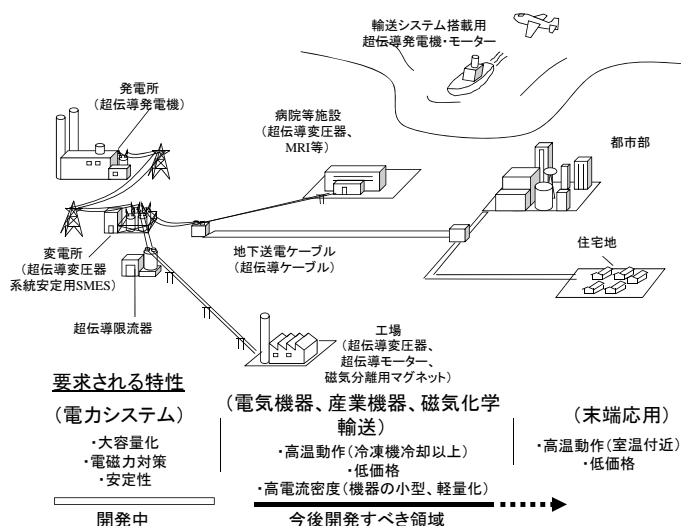 輸送システム搭載用
超伝導発電機・モーター
発電所
(超伝導発電機)
病院等施設
(超伝導変圧器、
MRI等)
都市部
変電所
(超伝導変圧器
系統安定用SMES)
地下送電ケーブル
(超伝導ケーブル)
住宅地
超伝導限流器
工場
(超伝導変圧器、
超伝導モーター、
磁気分離用マグネット)
要求される特性
(電力システム)
・大容量化
・電磁力対策
・安定性
(電気機器、産業機器、磁気化学
輸送)
・高温動作(冷凍機冷却以上)
・低価格
・高電流密度(機器の小型、軽量化)
(末端応用)
・高温動作(室温付近)
・低価格
開発中
今後開発すべき領域